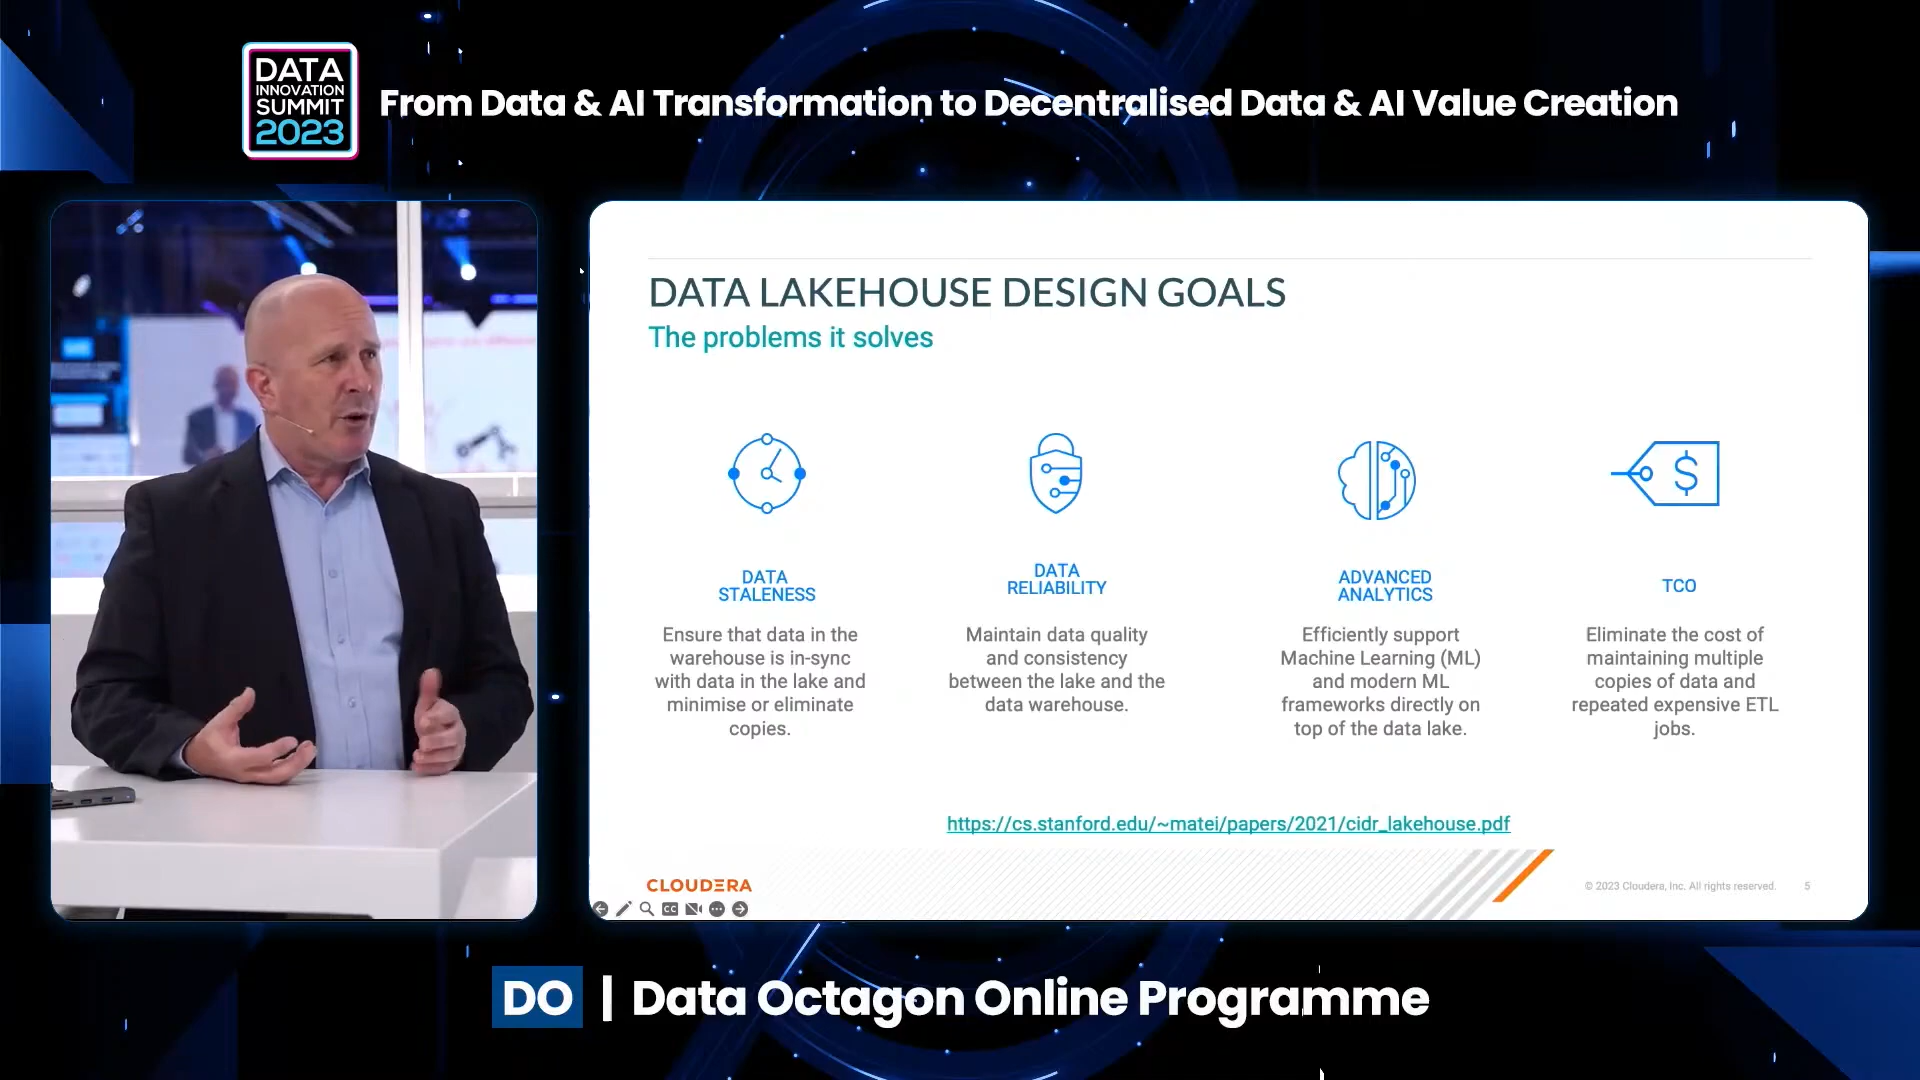 DATA
INNOVATION
SUMMIT
2023
From Data & AI Transformation to Decentralised Data & AI Value Creation
DATA LAKEHOUSE DESIGN GOALS
The problems it solves
DATA
STALENESS
Ensure that data in the
warehouse is in-sync
with data in the lake and
minimise or eliminate
copies.
DATA
RELIABILITY
Maintain data quality
and consistency
between the lake and the
data warehouse.
ADVANCED
ANALYTICS
Efficiently support
Machine Learning (ML)
and modern ML
frameworks directly on
top of the data lake.
$
TCO
Eliminate the cost of
maintaining multiple
copies of data and
repeated expensive ETL
jobs.
https://cs.stanford.edu/~matei/papers/2021/cidr_lakehouse.pdf
CLOUDERA
© 2023 Cloudera, Inc. All rights reserved. 5
CC
DO | Data Octagon Online Programme